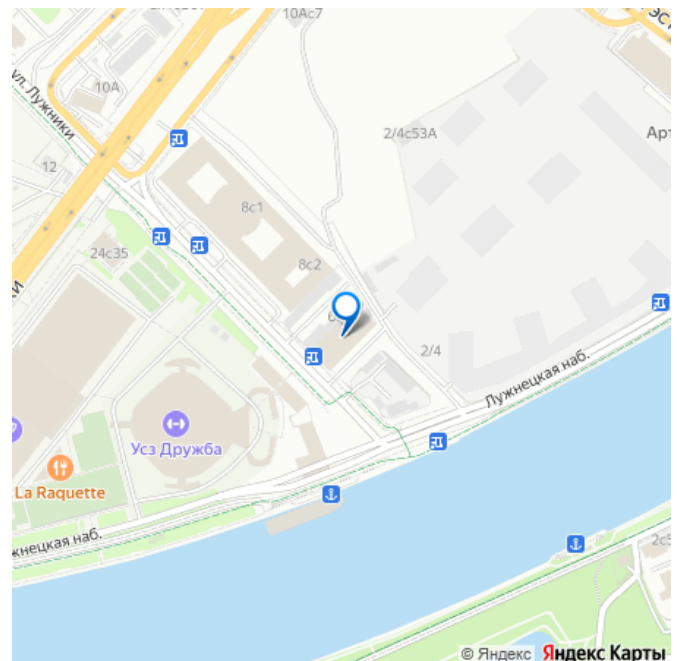 10Ас7
10А
ул. Лужники
2/4с53А
Арт
12
8с1
24с35
8с2
6
2/4
Лужнецкая наб.
Усз Дружба
La Raquette
жнецкая наб.
2с5
© Яндекс Яндекс Карты